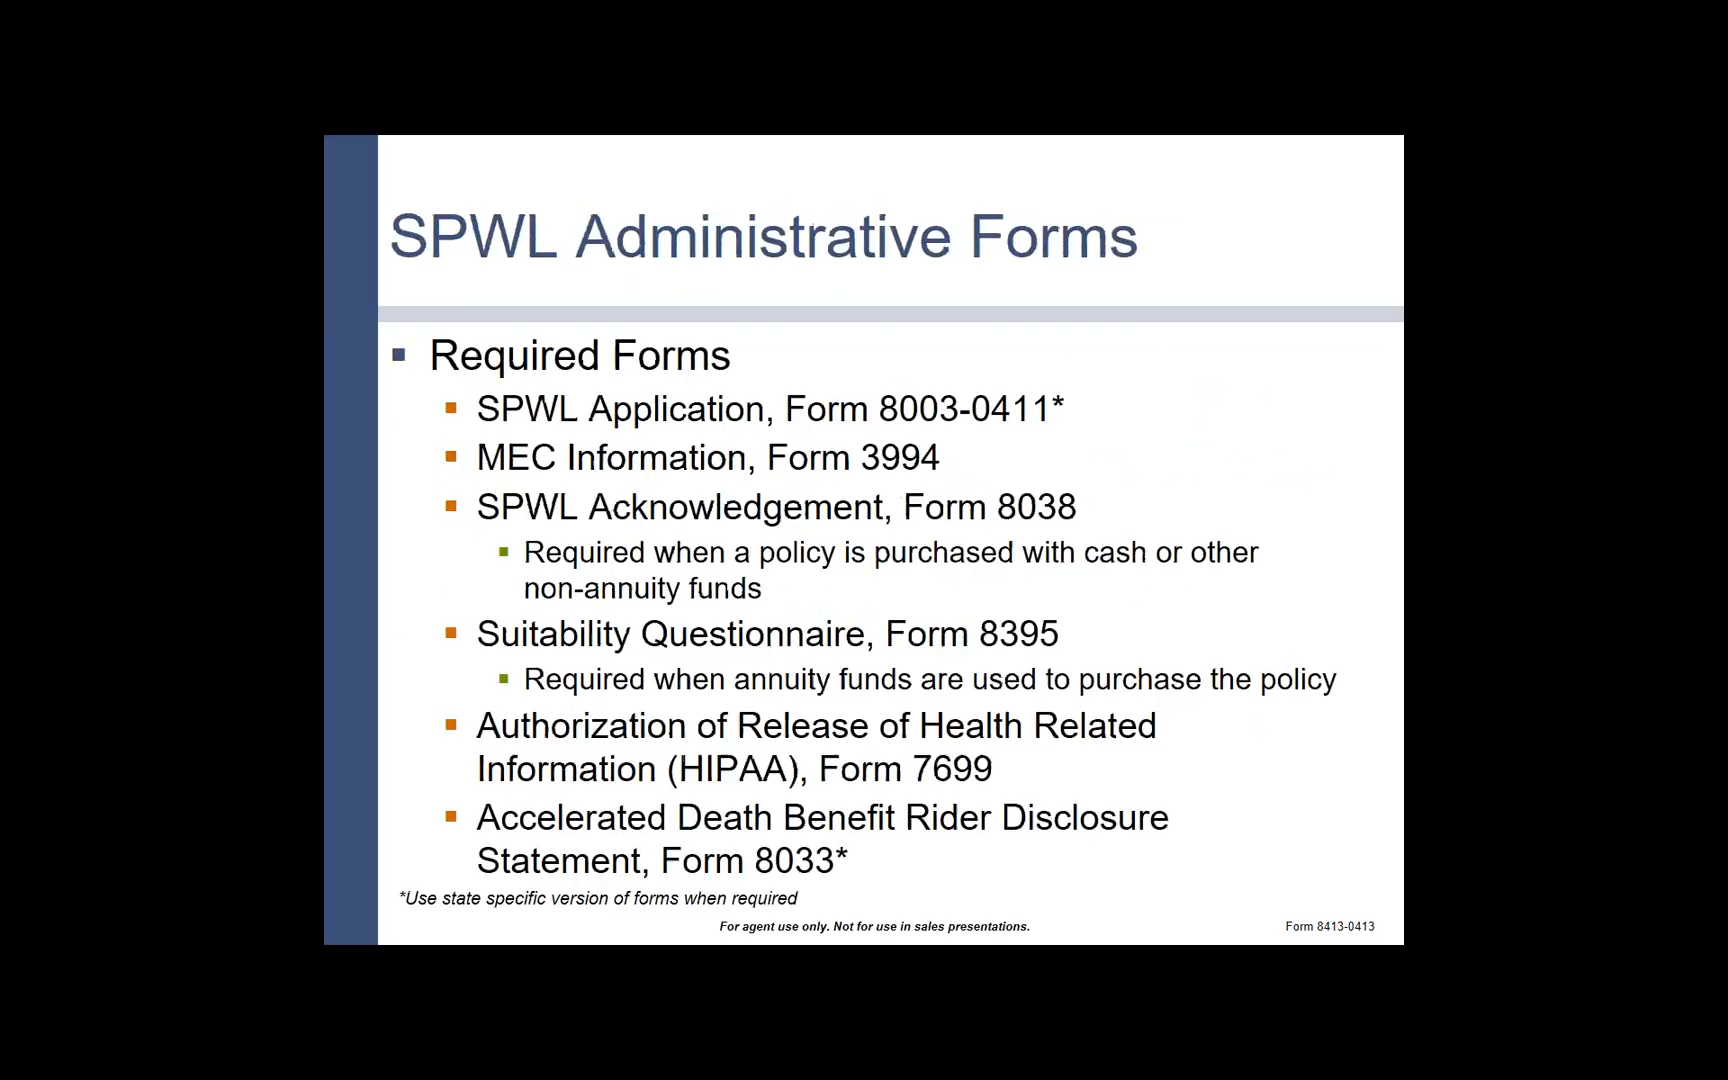 SPWL Administrative Forms
Required Forms
SPWL Application, Form 8003-0411*
MEC Information, Form 3994
SPWL Acknowledgement, Form 8038
Required when a policy is purchased with cash or other
non-annuity funds
Suitability Questionnaire, Form 8395
Required when annuity funds are used to purchase the policy
Authorization of Release of Health Related
Information (HIPAA), Form 7699
Accelerated Death Benefit Rider Disclosure
Statement, Form 8033*
*Use state specific version of forms when required
For agent use only. Not for use in sales presentations.
Form 8413-0413